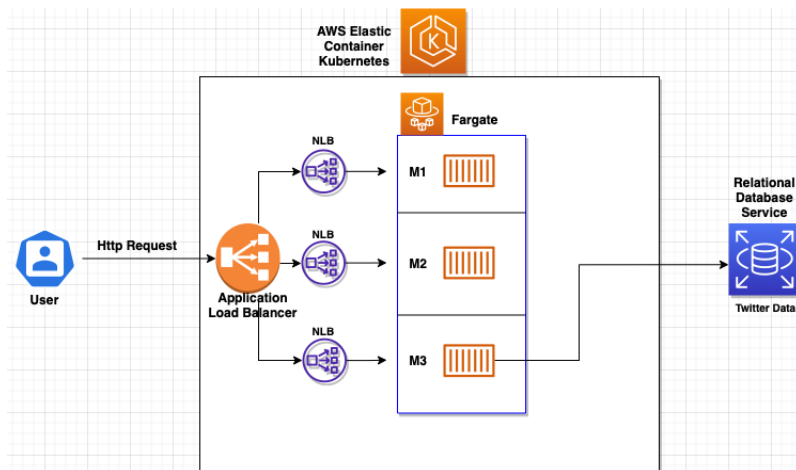 AWS Elastic
Container
Kubernetes
Fargate
NLB
M1
Relational
Database
Service
Http Request
NLB
M2
User
Application
Load Balancer
Twitter Data
NLB
M3